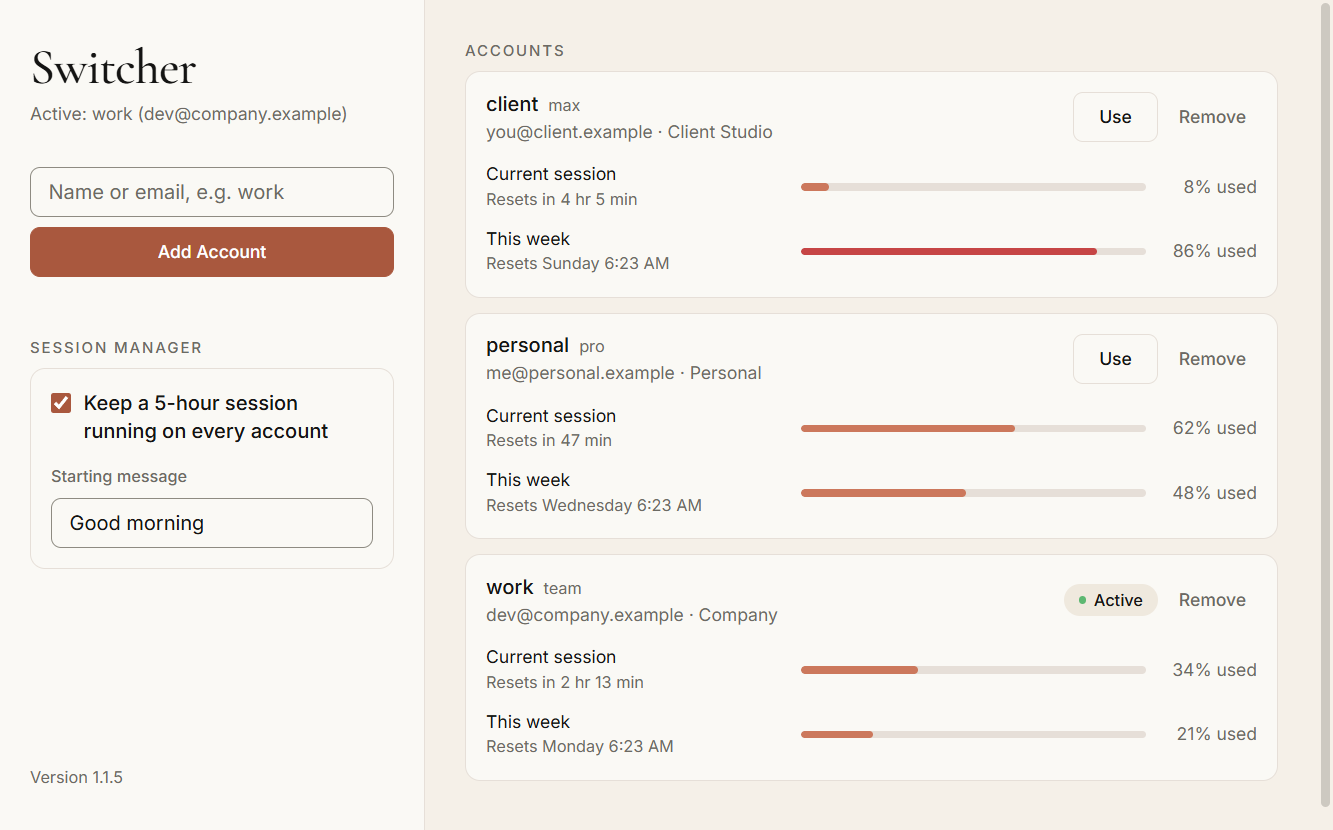 Switcher
Active: work (dev@company.example)
Name or email, e.g. work
Add Account
SESSION MANAGER
Keep a 5-hour session
running on every account
Starting message
Good morning
Version 1.1.5
ACCOUNTS
client max
you@client.example · Client Studio
Use
Remove
Current session
Resets in 4 hr 5 min
8% used
This week
Resets Sunday 6:23 AM
86% used
personal pro
me@personal.example · Personal
Use
Remove
Current session
Resets in 47 min
62% used
This week
Resets Wednesday 6:23 AM
48% used
work team
dev@company.example · Company
Active
Remove
Current session
Resets in 2 hr 13 min
34% used
This week
Resets Monday 6:23 AM
21% used